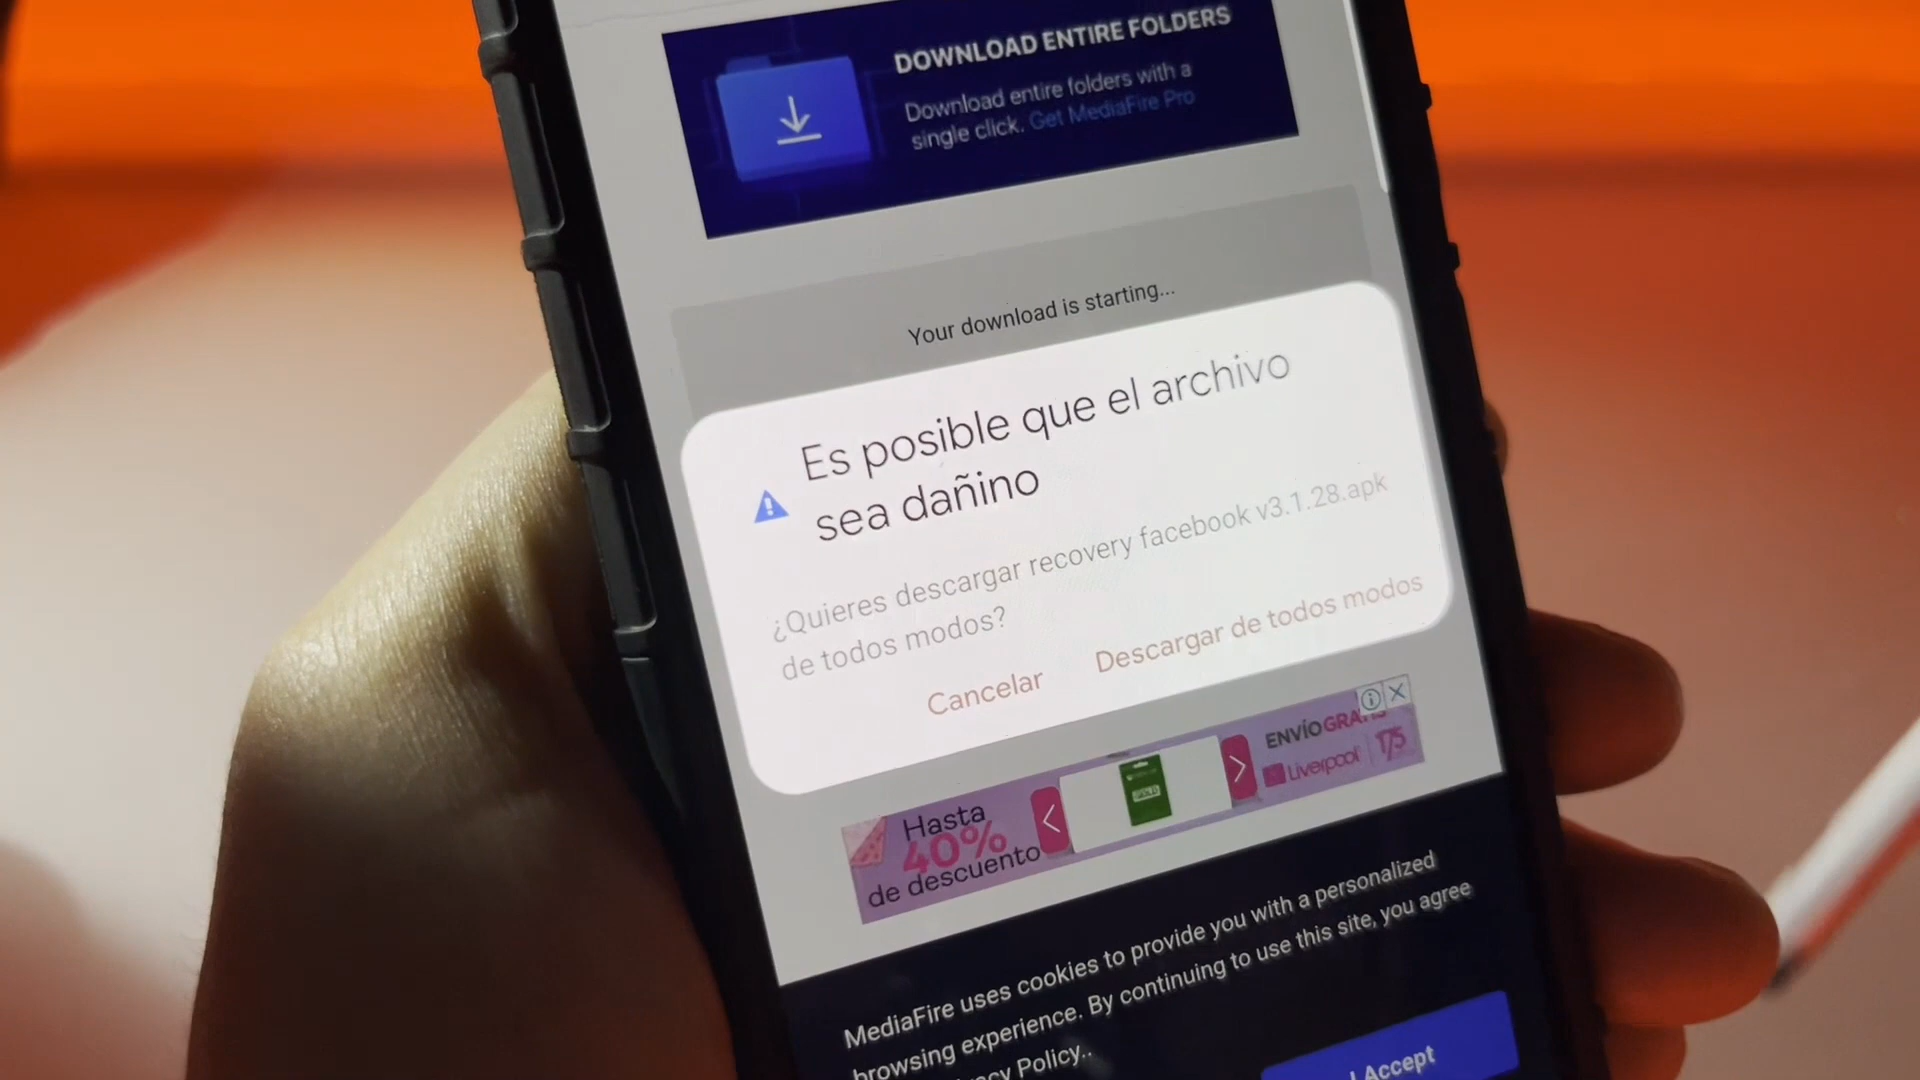 DOWNLOAD ENTIRE FOLDERS
Download entire folders with a
single click. Get MediaFire Pro
Your download is starting...
Es posible que el archivo
sea dañino
¿Quieres descargar recovery facebook v3.1.28.apk
de todos modos?
Cancelar
Descargar de todos modos
Hasta
40%
de descuento
GOLD
ENVÍO GRATIS
Liverpool
175
MediaFire uses cookies to provide you with a personalized
browsing experience. By continuing to use this site, you agree
Policy..
I Accept